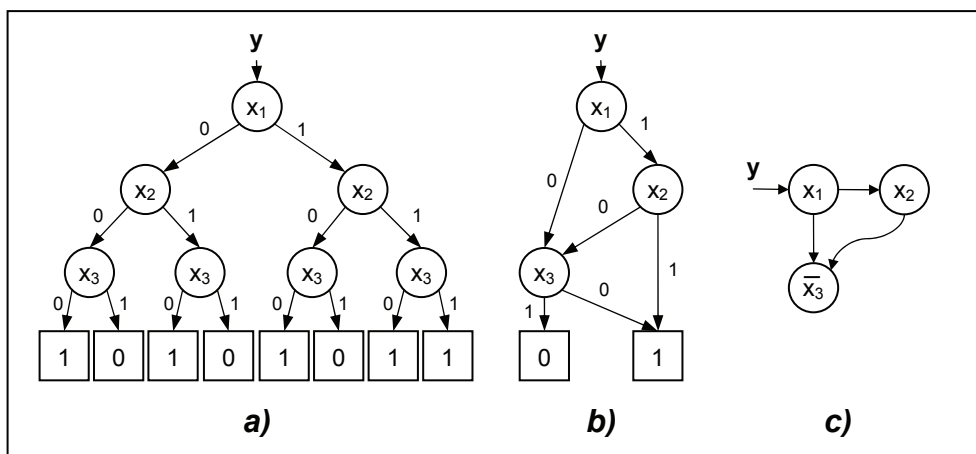 y
x1
0 1
x2 x2
0 1 0 1
x3 x3 x3 x3
0 1 0 1 0 1 0 1
1 0 1 0 1 0 1 1
a)
y
x1
1
0
x2
0
x3
1 0 1
0 1
b)
y
x1 x2
x̅3
c)